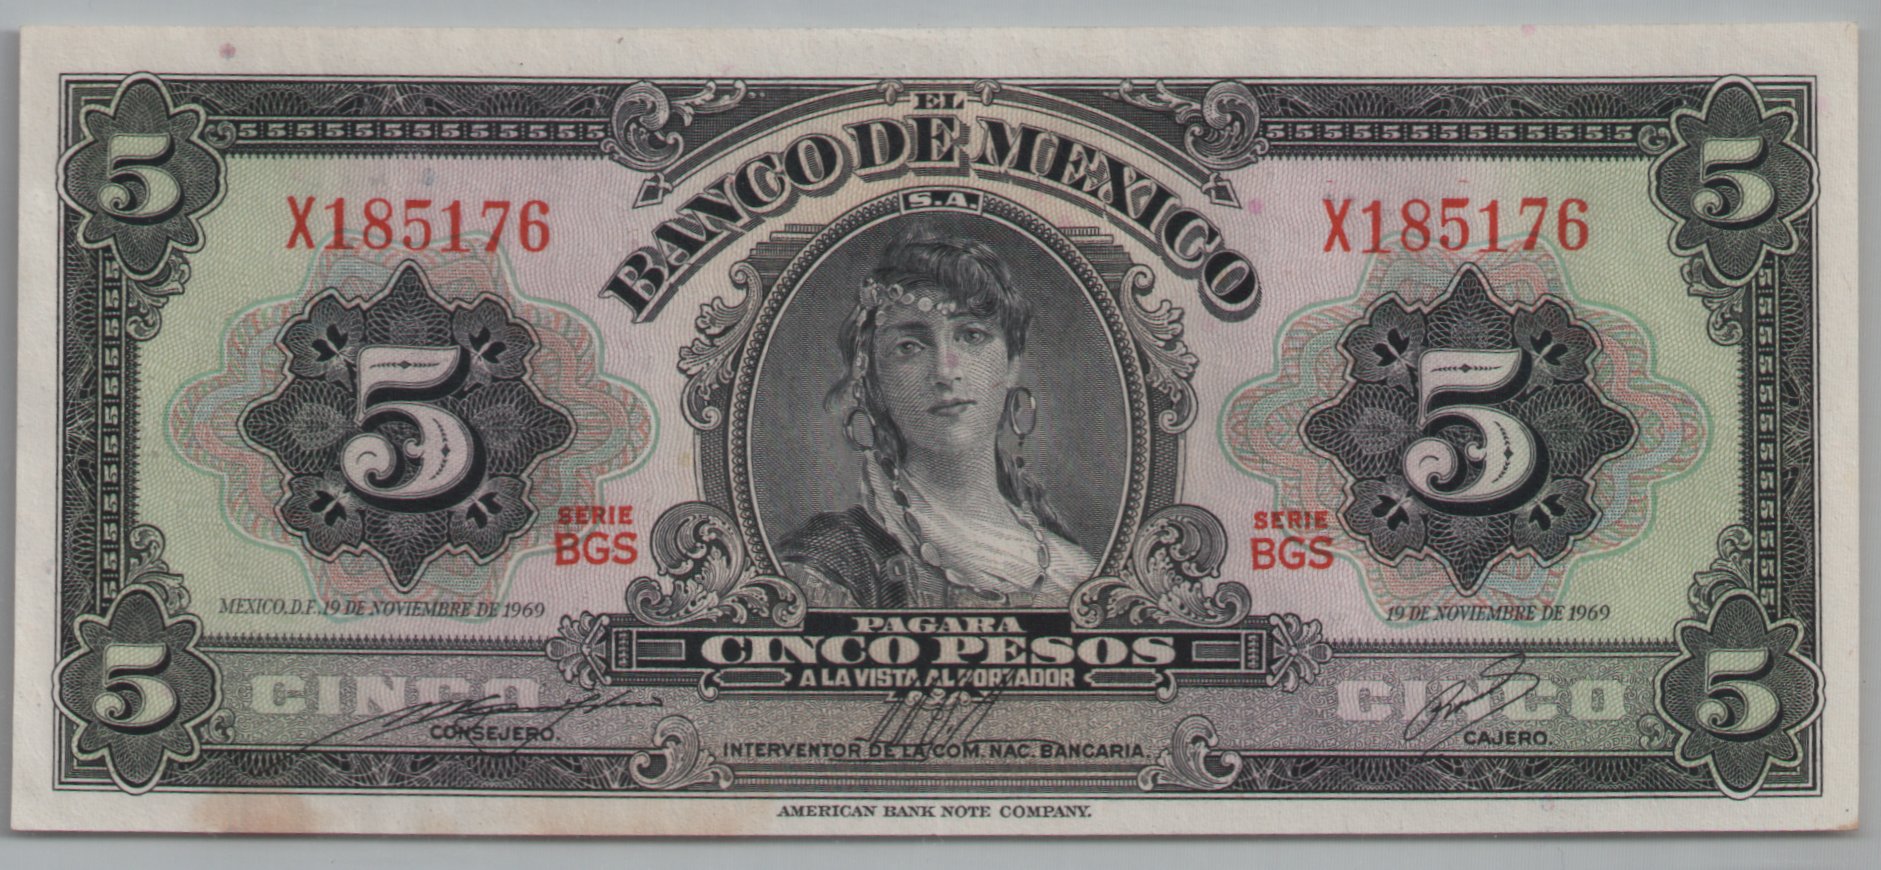 5
5
55555555555555555
55555555555555555
EL
BANCO DE MEXICO
S.A.
X185176
X185176
5
5
SERIE
BGS
SERIE
BGS
MEXICO, D.F. 19 DE NOVIEMBRE DE 1969
19 DE NOVIEMBRE DE 1969
PAGARA
CINCO PESOS
A LA VISTA AL PORTADOR
5
CINCO
CINCO
5
CONSEJERO.
INTERVENTOR DE LA COM. NAC. BANCARIA.
CAJERO.
AMERICAN BANK NOTE COMPANY.